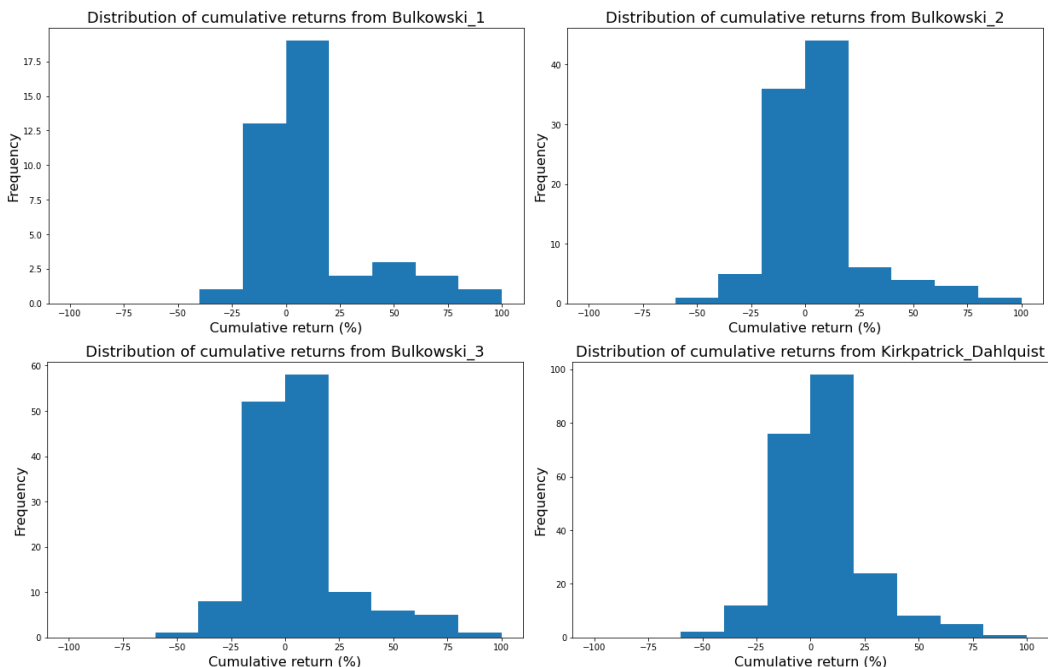 Distribution of cumulative returns from Bulkowski_1
Frequency
17.5
15.0
12.5
10.0
7.5
5.0
2.5
0.0
−100 −75 −50 −25 0 25 50 75 100
Cumulative return (%)
Distribution of cumulative returns from Bulkowski_2
Frequency
40
30
20
10
0
−100 −75 −50 −25 0 25 50 75 100
Cumulative return (%)
Distribution of cumulative returns from Bulkowski_3
Frequency
60
50
40
30
20
10
0
−100 −75 −50 −25 0 25 50 75 100
Cumulative return (%)
Distribution of cumulative returns from Kirkpatrick_Dahlquist
Frequency
100
80
60
40
20
0
−100 −75 −50 −25 0 25 50 75 100
Cumulative return (%)